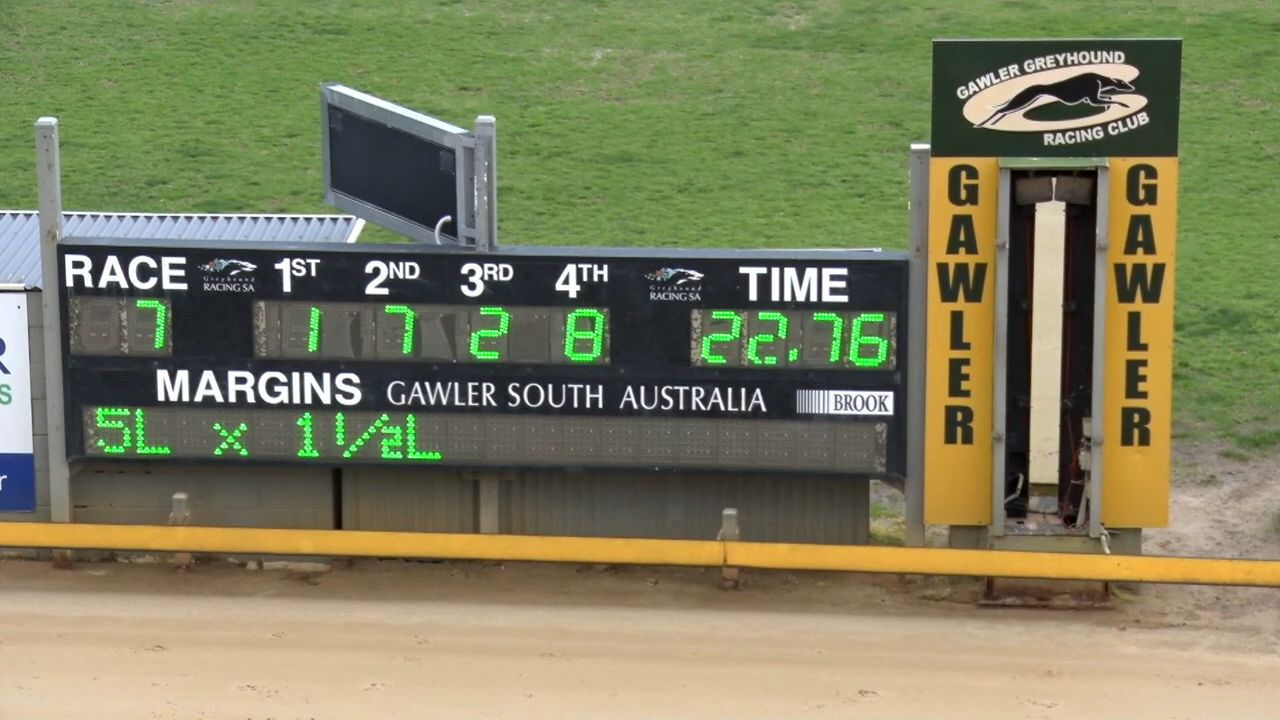 GAWLER GREYHOUND
RACING CLUB
GAWLER
GAWLER
RACE 1ST 2ND 3RD 4TH TIME
Greyhound
RACING SA
Greyhound
RACING SA
7 1 7 2 8 22.76
MARGINS GAWLER SOUTH AUSTRALIA BROOK
5L x 1½L
R
S
r